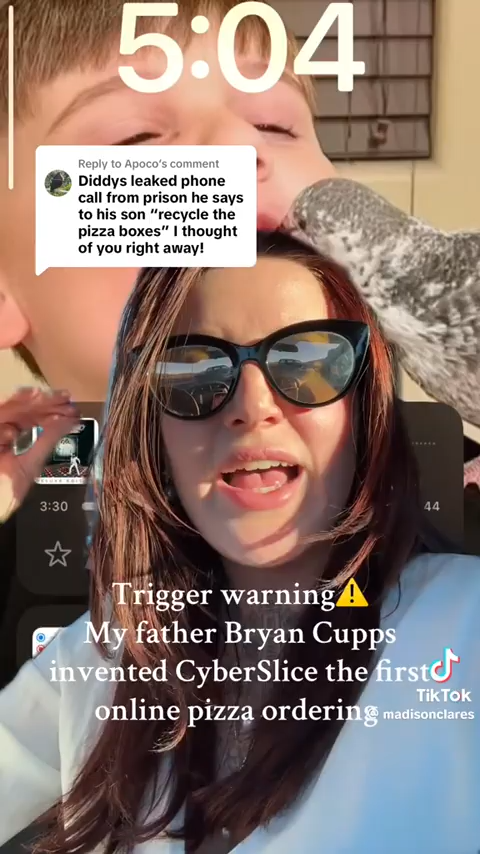 5:04
Reply to Apoco's comment
Diddys leaked phone
call from prison he says
to his son “recycle the
pizza boxes” I thought
of you right away!
3:30
44
Trigger warning⚠️
My father Bryan Cupps
invented CyberSlice the first
online pizza ordering
TikTok
madisonclares